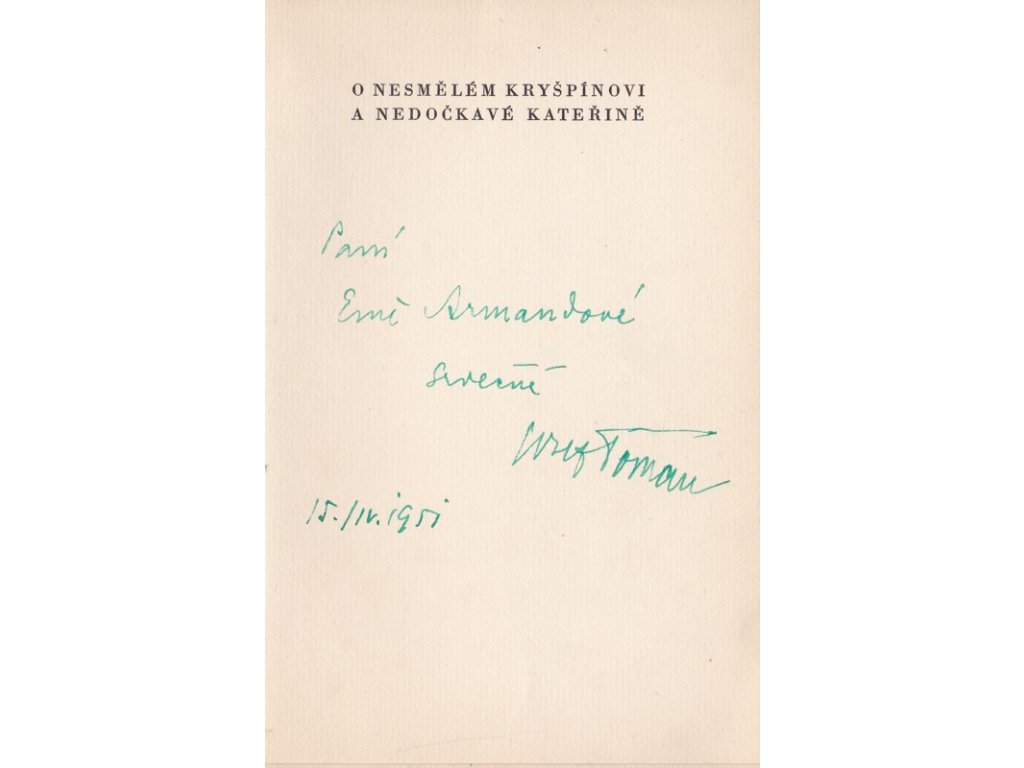 O NESMĚLÉM KRYŠPÍNOVI
A NEDOČKAVÉ KATEŘINĚ
Paní
Emě Armandové
srdečně
Josef Toman
15./IV. 1951